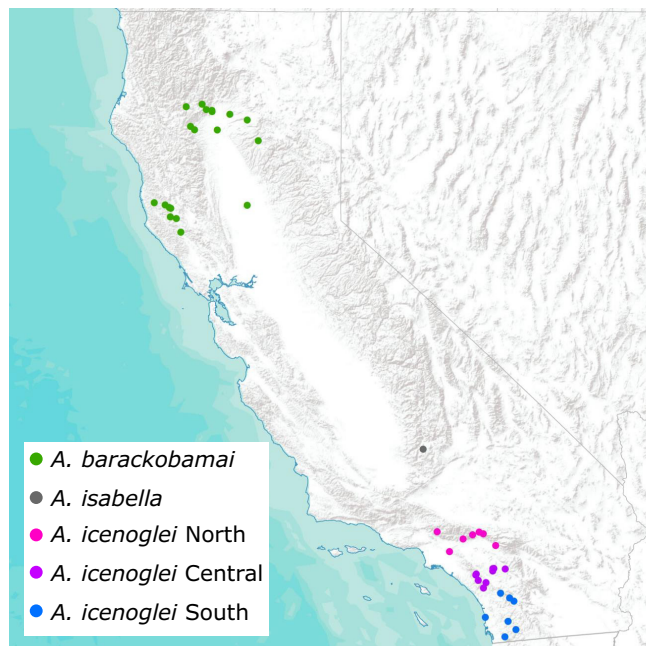 A. barackobamai
A. isabella
A. icenoglei North
A. icenoglei Central
A. icenoglei South